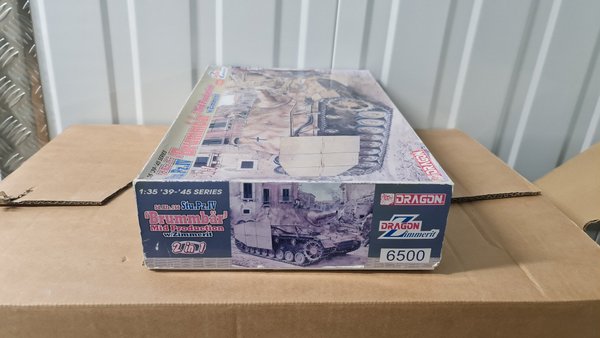 1:35 '39-'45 SERIES
Sd.Kfz.166
Stu.Pz.IV
'Brummbär'
Mid Production
w/Zimmerit
2 in 1
DRAGON
DRAGON
Zimmerit
6500
DRAGON